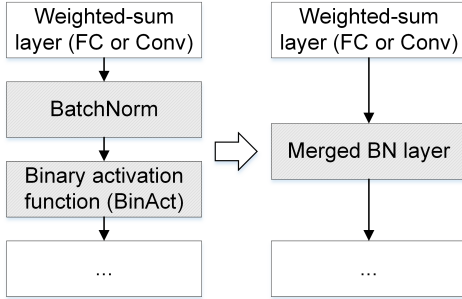 Weighted-sum
layer (FC or Conv)
BatchNorm
Binary activation
function (BinAct)
...
Weighted-sum
layer (FC or Conv)
Merged BN layer
...